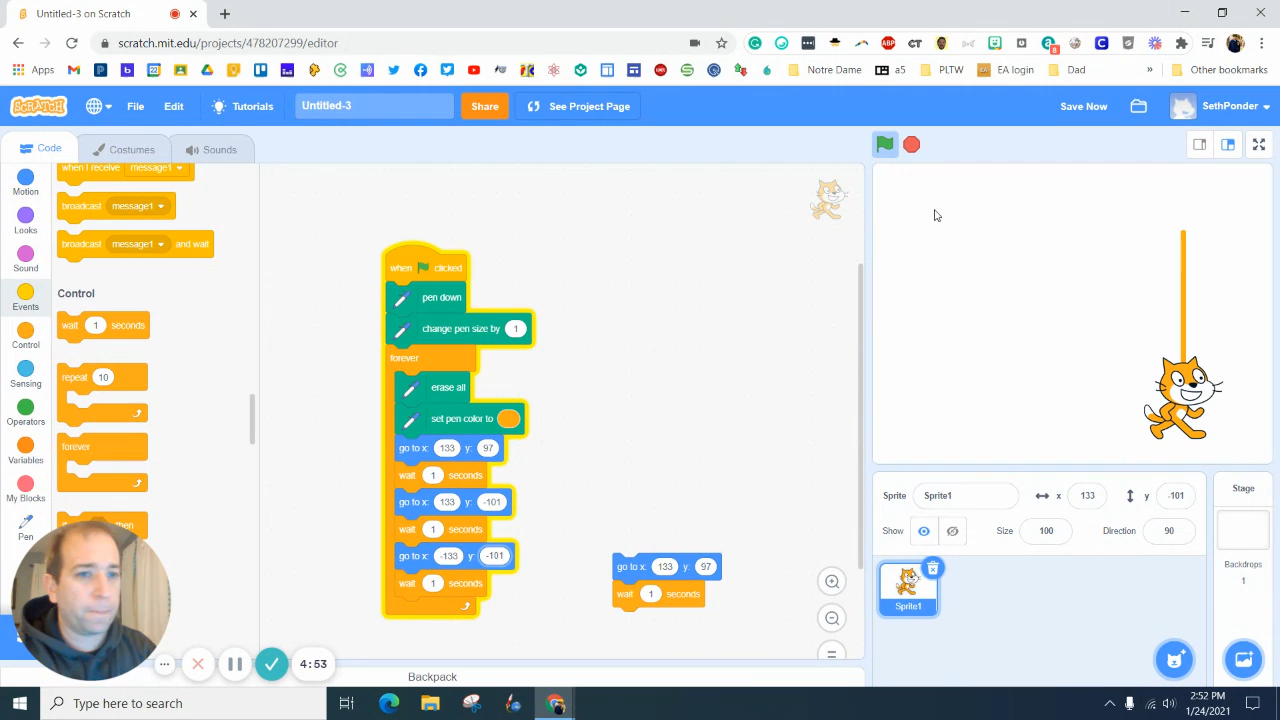 Untitled-3 on Scratch
scratch.mit.edu/projects/478207299/editor
Apps
Notre Dame
a5
PLTW
EA login
Dad
»
Other bookmarks
SCRATCH
File
Edit
Tutorials
Untitled-3
Share
See Project Page
Save Now
SethPonder
Code
Costumes
Sounds
Motion
Looks
Sound
Events
Control
Sensing
Operators
Variables
My Blocks
Pen
when I receive message1
broadcast message1
broadcast message1 and wait
Control
wait 1 seconds
repeat 10
forever
then
when clicked
pen down
change pen size by 1
forever
erase all
set pen color to
go to x: 133 y: 97
wait 1 seconds
go to x: 133 y: -101
wait 1 seconds
go to x: -133 y: -101
wait 1 seconds
go to x: 133 y: 97
wait 1 seconds
Sprite Sprite1 x 133 y -101
Show Size 100 Direction 90
Sprite1
Stage
Backdrops
1
Backpack
4:53
Type here to search
2:52 PM
1/24/2021